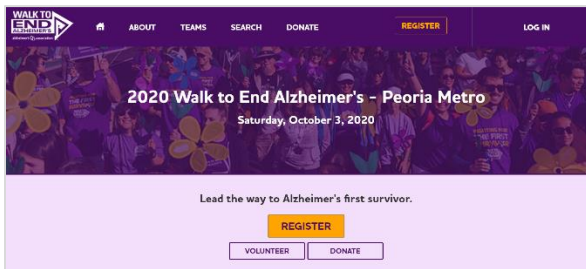 WALK TO
END
ALZHEIMER'S
ABOUT
TEAMS
SEARCH
DONATE
REGISTER
LOG IN
2020 Walk to End Alzheimer's - Peoria Metro
Saturday, October 3, 2020
Lead the way to Alzheimer's first survivor.
REGISTER
VOLUNTEER
DONATE